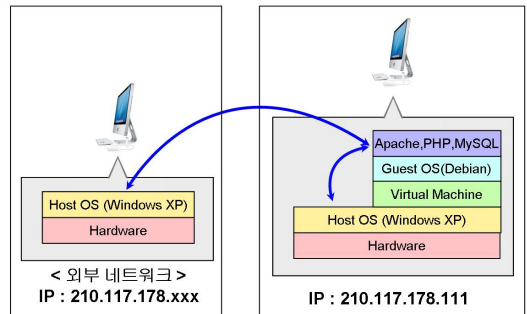 Host OS (Windows XP)
Hardware
< 외부 네트워크 >
IP : 210.117.178.xxx
Apache,PHP,MySQL
Guest OS(Debian)
Virtual Machine
Host OS (Windows XP)
Hardware
IP : 210.117.178.111